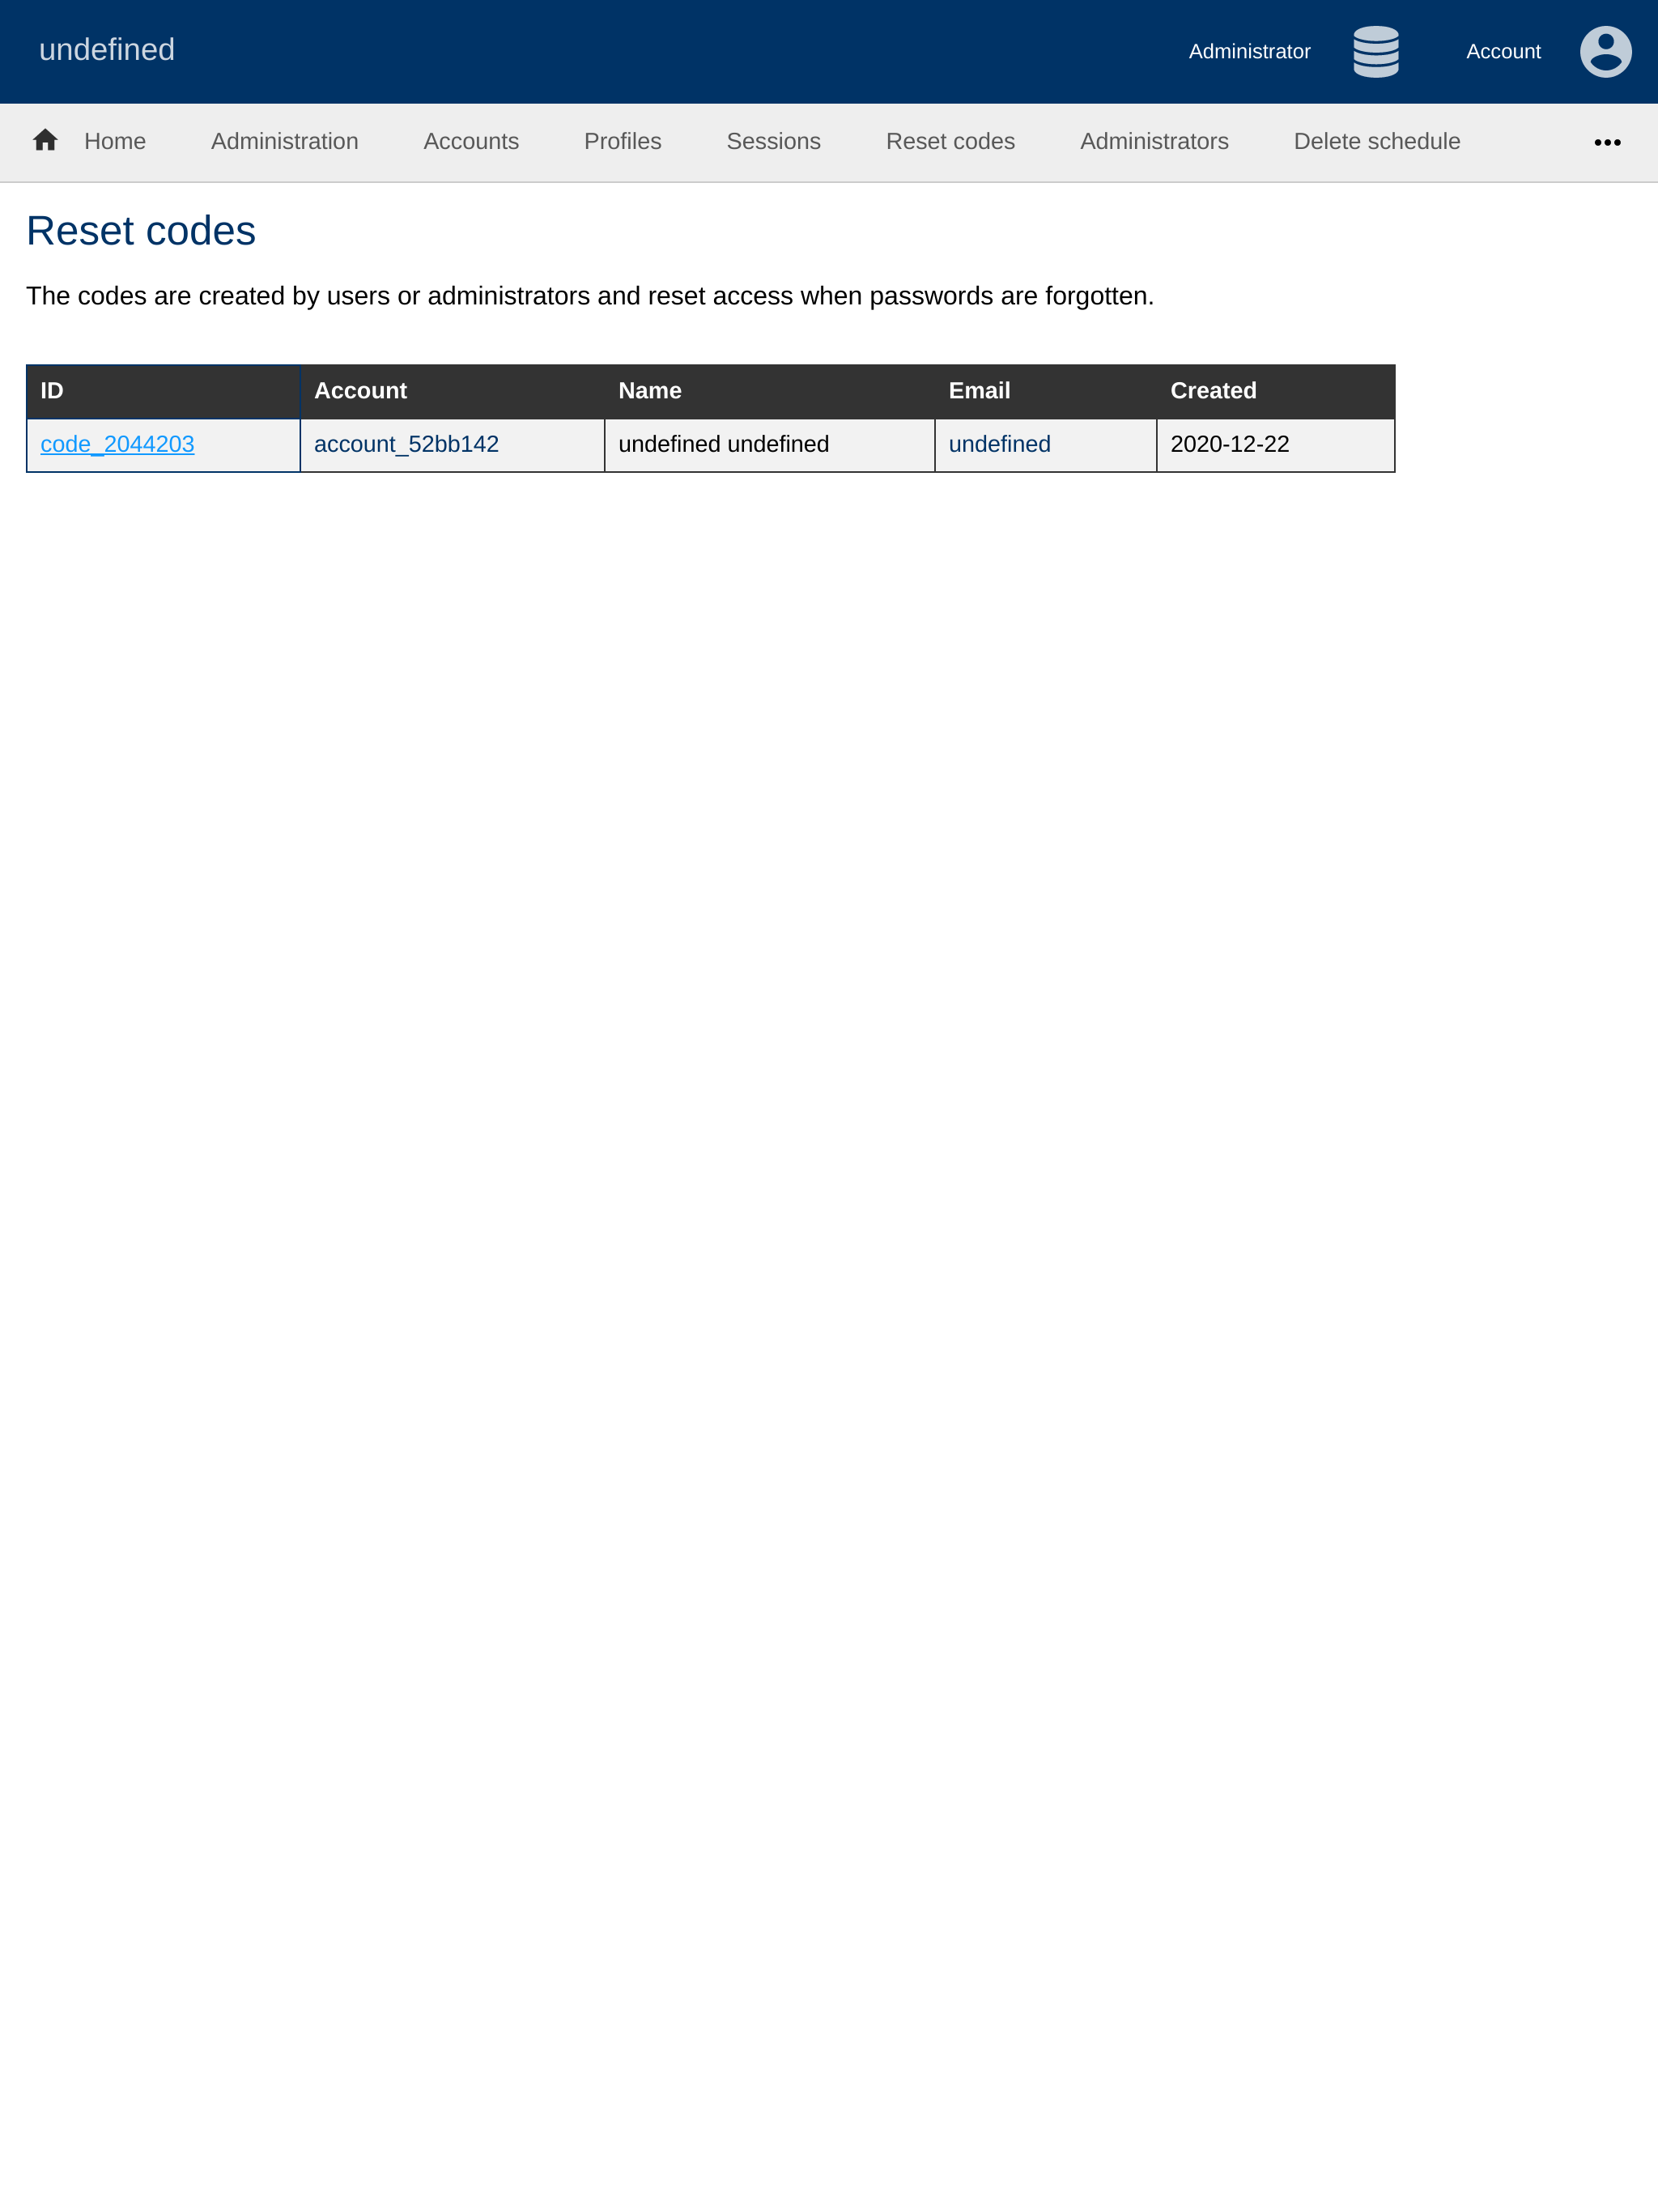 undefined Administrator Account
Home Administration Accounts Profiles Sessions Reset codes Administrators Delete schedule
Reset codes
The codes are created by users or administrators and reset access when passwords are forgotten.
ID Account Name Email Created
code_2044203 account_52bb142 undefined undefined undefined 2020-12-22